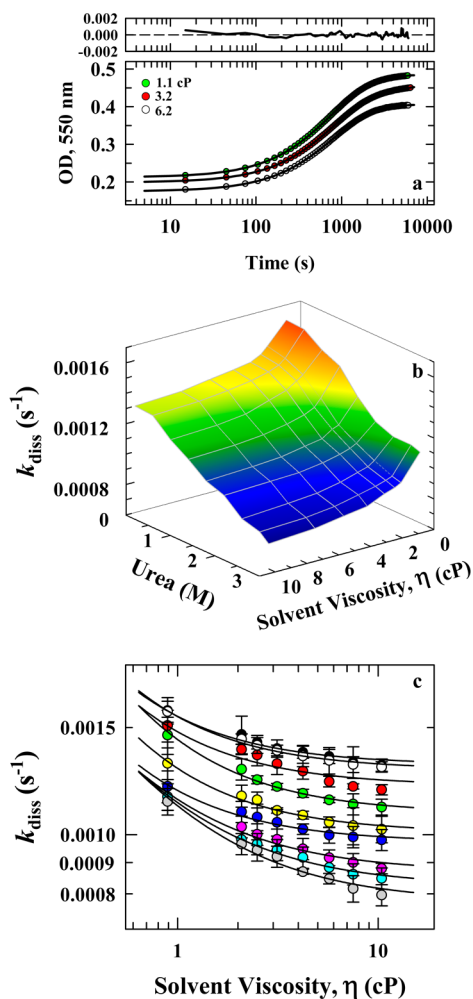 0.002
0.000
-0.002
0.5
0.4
0.3
0.2
OD, 550 nm
1.1 cP
3.2
6.2
a
10 100 1000 10000
Time (s)
b
0.0016
0.0012
0.0008
k diss (s-1)
0 1 2 3
Urea (M)
10 8 6 4 2 0
Solvent Viscosity, η (cP)
c
0.0015
0.0010
0.0009
0.0008
k diss (s-1)
1 10
Solvent Viscosity, η (cP)